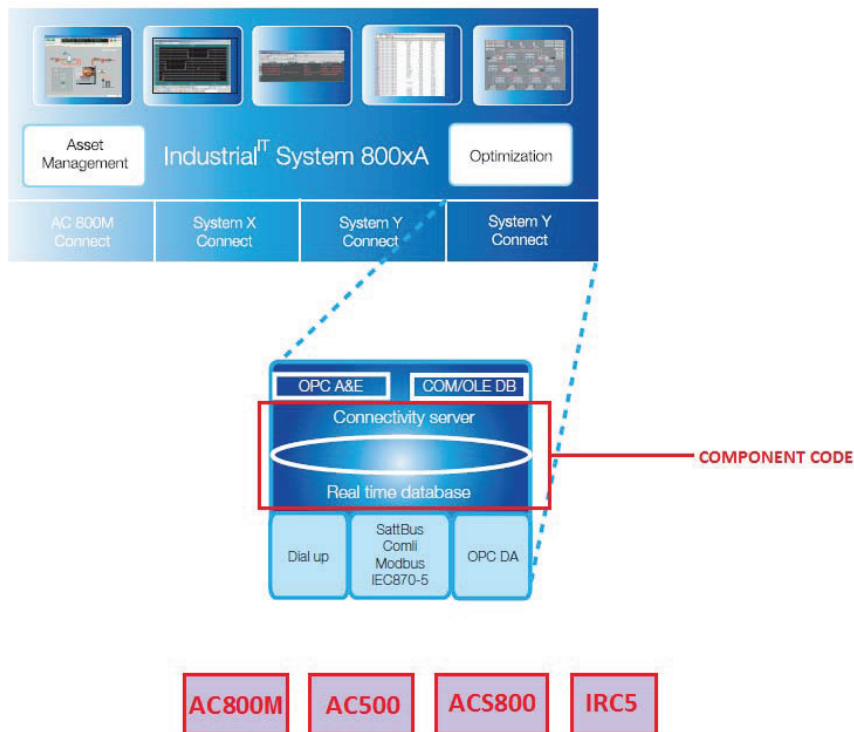 Asset
Management
Industrial^IT System 800xA
Optimization
AC 800M
Connect
System X
Connect
System Y
Connect
System Y
Connect
OPC A&E
COM/OLE DB
Connectivity server
COMPONENT CODE
Real time database
Dial up
SattBus
Comli
Modbus
IEC870-5
OPC DA
AC800M
AC500
ACS800
IRC5